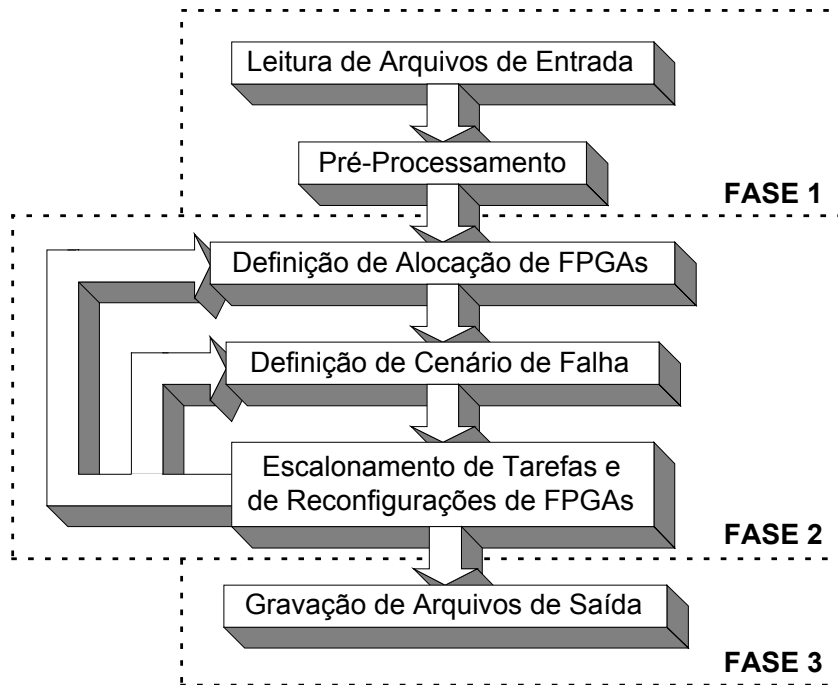 Leitura de Arquivos de Entrada
Pré-Processamento
FASE 1
Definição de Alocação de FPGAs
Definição de Cenário de Falha
Escalonamento de Tarefas e
de Reconfigurações de FPGAs
FASE 2
Gravação de Arquivos de Saída
FASE 3